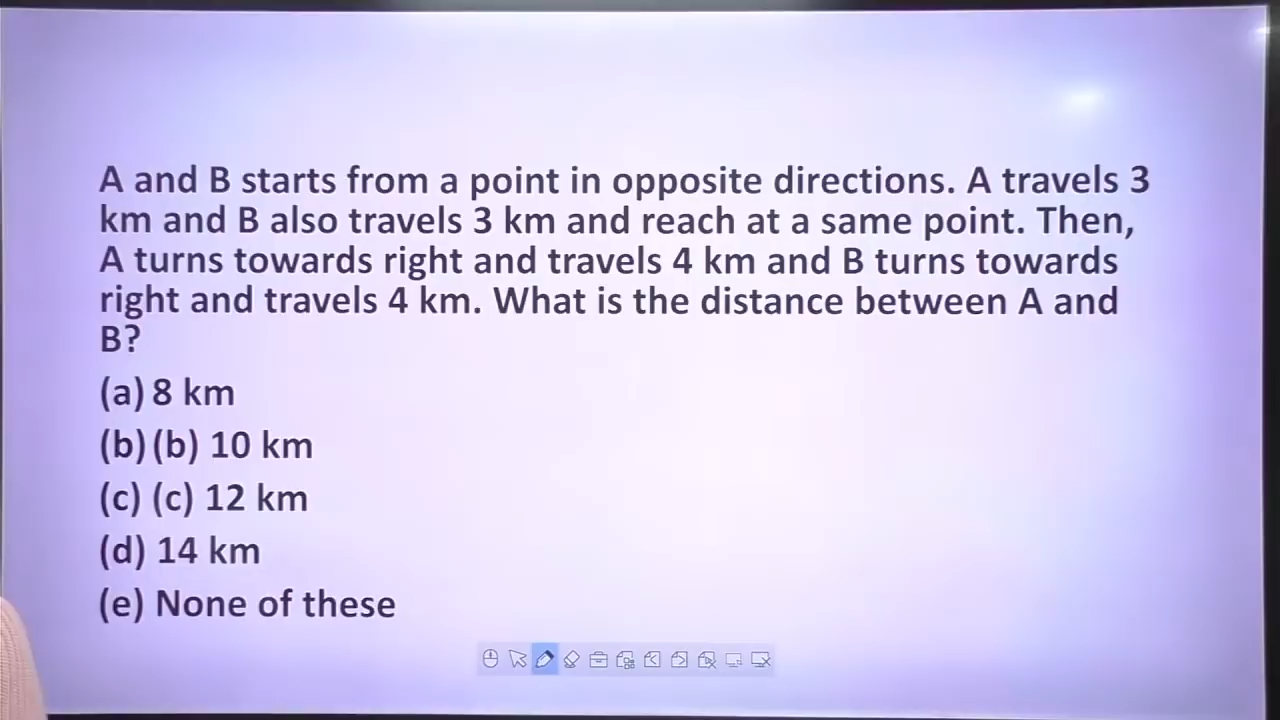 A and B starts from a point in opposite directions. A travels 3
km and B also travels 3 km and reach at a same point. Then,
A turns towards right and travels 4 km and B turns towards
right and travels 4 km. What is the distance between A and
B?
(a) 8 km
(b) (b) 10 km
(c) (c) 12 km
(d) 14 km
(e) None of these